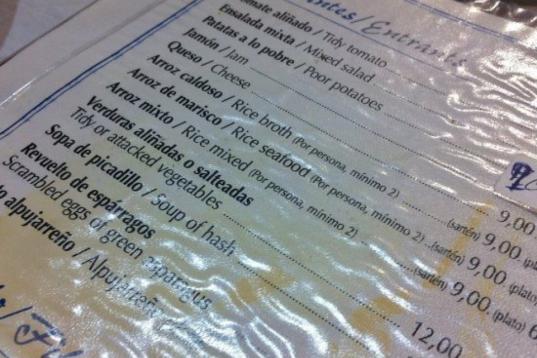 / Entrants
Tomate aliñado / Tidy tomato
Ensalada mixta / Mixed salad
Patatas a lo pobre / Poor potatoes
Jamón / Jam
Queso / Cheese
Arroz caldoso / Rice broth (Por persona, mínimo 2)
Arroz de marisco / Rice seafood (Por persona, mínimo 2)
Arroz mixto / Rice mixed (Por persona, mínimo 2)
Verduras aliñadas o salteadas
Tidy or attacked vegetables
Sopa de picadillo / Soup of hash
Revuelto de espárragos
Scrambled eggs of green asparagus
alpujarreño / Alpujarreño
9,00
(sartén) 9,00 (plato)
(sartén) 9,00 (plato)
(sartén) 9,00 (plato) 6
12,00